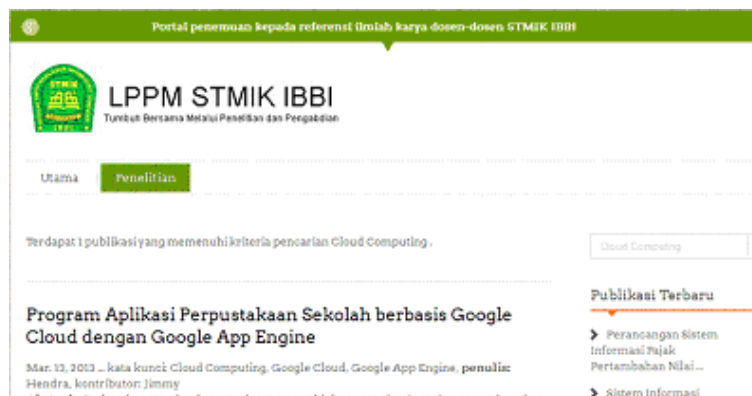 Portal penemuan kepada referensi ilmiah karya dosen-dosen STMIK IBBI
STMIK
IBBI
LPPM STMIK IBBI
Tumbuh Bersama Melalui Penelitian dan Pengabdian
Utama
Penelitian
Terdapat 1 publikasi yang memenuhi kriteria pencarian Cloud Computing .
Cloud Computing
Program Aplikasi Perpustakaan Sekolah berbasis Google
Cloud dengan Google App Engine
Mar. 13, 2013 ... kata kunci: Cloud Computing, Google Cloud, Google App Engine, penulis:
Hendra, kontributor: Jimmy
Publikasi Terbaru
Perancangan Sistem
Informasi Pajak
Pertambahan Nilai ...
Sistem Informasi